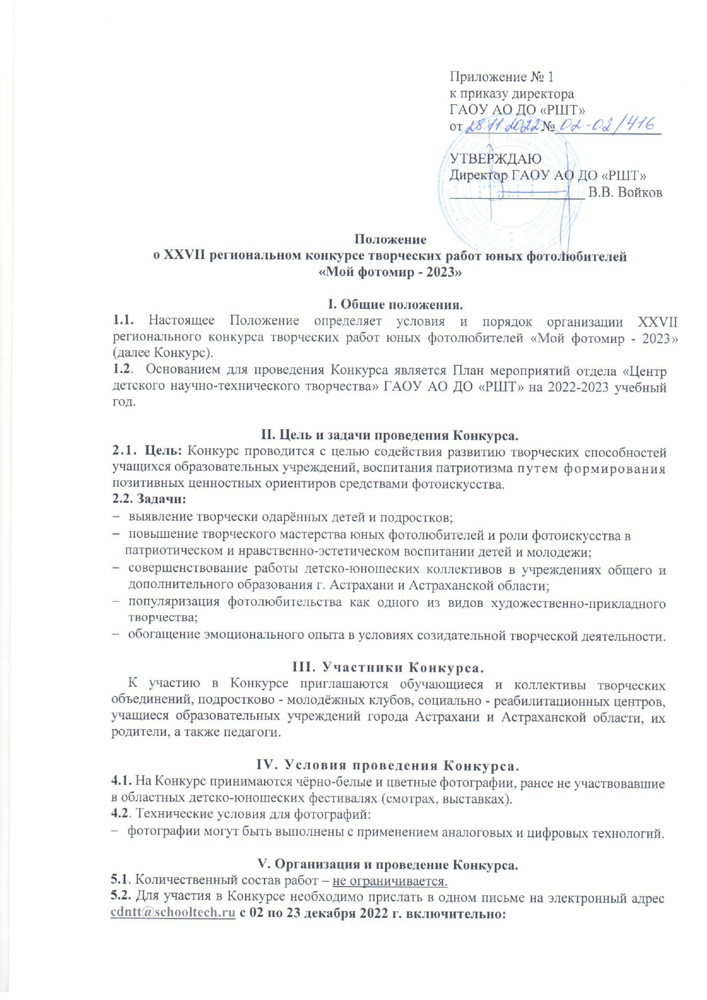 Приложение № 1
к приказу директора
ГАОУ АО ДО «РШТ»
от 28.11.2022 № 02-02/416
УТВЕРЖДАЮ
Директор ГАОУ АО ДО «РШТ»
В.В. Войков
Положение
о XXVII региональном конкурсе творческих работ юных фотолюбителей
«Мой фотомир - 2023»
I. Общие положения.
1.1. Настоящее Положение определяет условия и порядок организации XXVII
регионального конкурса творческих работ юных фотолюбителей «Мой фотомир - 2023»
(далее Конкурс).
1.2. Основанием для проведения Конкурса является План мероприятий отдела «Центр
детского научно-технического творчества» ГАОУ АО ДО «РШТ» на 2022-2023 учебный
год.
II. Цель и задачи проведения Конкурса.
2.1. Цель: Конкурс проводится с целью содействия развитию творческих способностей
учащихся образовательных учреждений, воспитания патриотизма путем формирования
позитивных ценностных ориентиров средствами фотоискусства.
2.2. Задачи:
– выявление творчески одарённых детей и подростков;
– повышение творческого мастерства юных фотолюбителей и роли фотоискусства в
патриотическом и нравственно-эстетическом воспитании детей и молодежи;
– совершенствование работы детско-юношеских коллективов в учреждениях общего и
дополнительного образования г. Астрахани и Астраханской области;
– популяризация фотолюбительства как одного из видов художественно-прикладного
творчества;
– обогащение эмоционального опыта в условиях созидательной творческой деятельности.
III. Участники Конкурса.
К участию в Конкурсе приглашаются обучающиеся и коллективы творческих
объединений, подростково - молодёжных клубов, социально - реабилитационных центров,
учащиеся образовательных учреждений города Астрахани и Астраханской области, их
родители, а также педагоги.
IV. Условия проведения Конкурса.
4.1. На Конкурс принимаются чёрно-белые и цветные фотографии, ранее не участвовавшие
в областных детско-юношеских фестивалях (смотрах, выставках).
4.2. Технические условия для фотографий:
– фотографии могут быть выполнены с применением аналоговых и цифровых технологий.
V. Организация и проведение Конкурса.
5.1. Количественный состав работ – не ограничивается.
5.2. Для участия в Конкурсе необходимо прислать в одном письме на электронный адрес
cdntt@schooltech.ru с 02 по 23 декабря 2022 г. включительно: